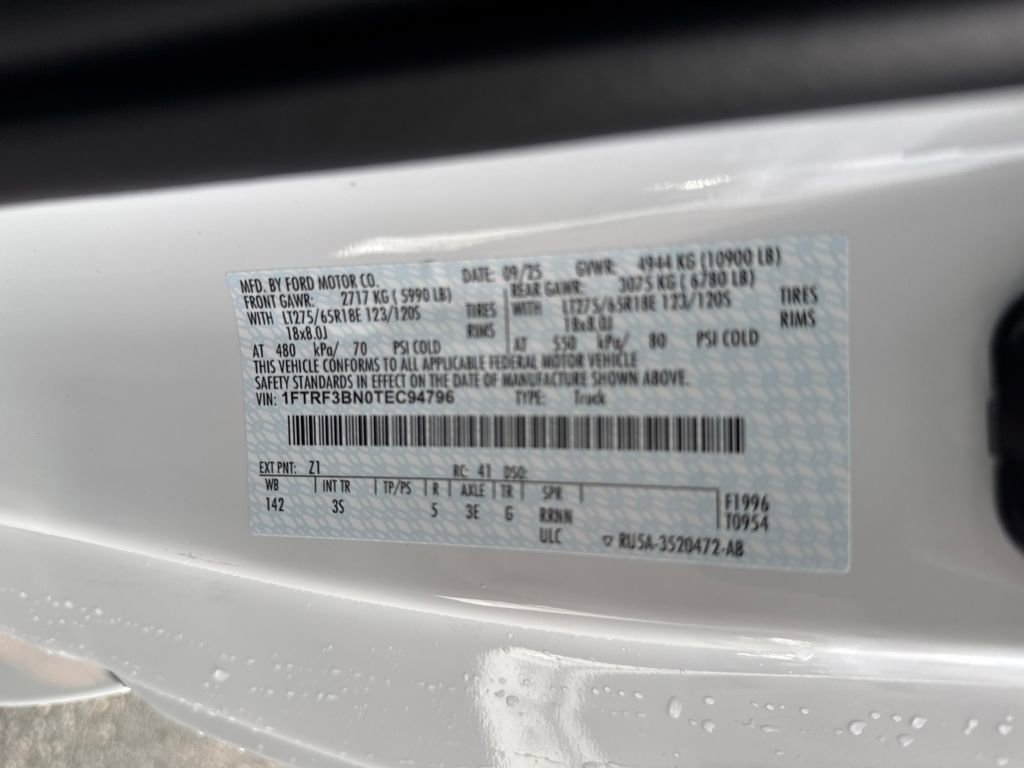 MFD. BY FORD MOTOR CO. DATE: 09/25 GVWR: 4944 KG (10900 LB)
FRONT GAWR: 2717 KG ( 5990 LB) REAR GAWR: 3075 KG ( 6780 LB)
WITH LT275/65R18E 123/120S TIRES WITH LT275/65R18E 123/120S TIRES
18x8.0J RIMS 18x8.0J RIMS
AT 480 kPa/ 70 PSI COLD AT 550 kPa/ 80 PSI COLD
THIS VEHICLE CONFORMS TO ALL APPLICABLE FEDERAL MOTOR VEHICLE
SAFETY STANDARDS IN EFFECT ON THE DATE OF MANUFACTURE SHOWN ABOVE.
VIN: 1FTRF3BN0TEC94796 TYPE: Truck
EXT PNT: Z1 RC: 41 DSO:
WB INT TR TP/PS R AXLE TR SPR F1996
142 3S 5 3E G RRNN T0954
ULC ▽ RU5A-3520472-AB